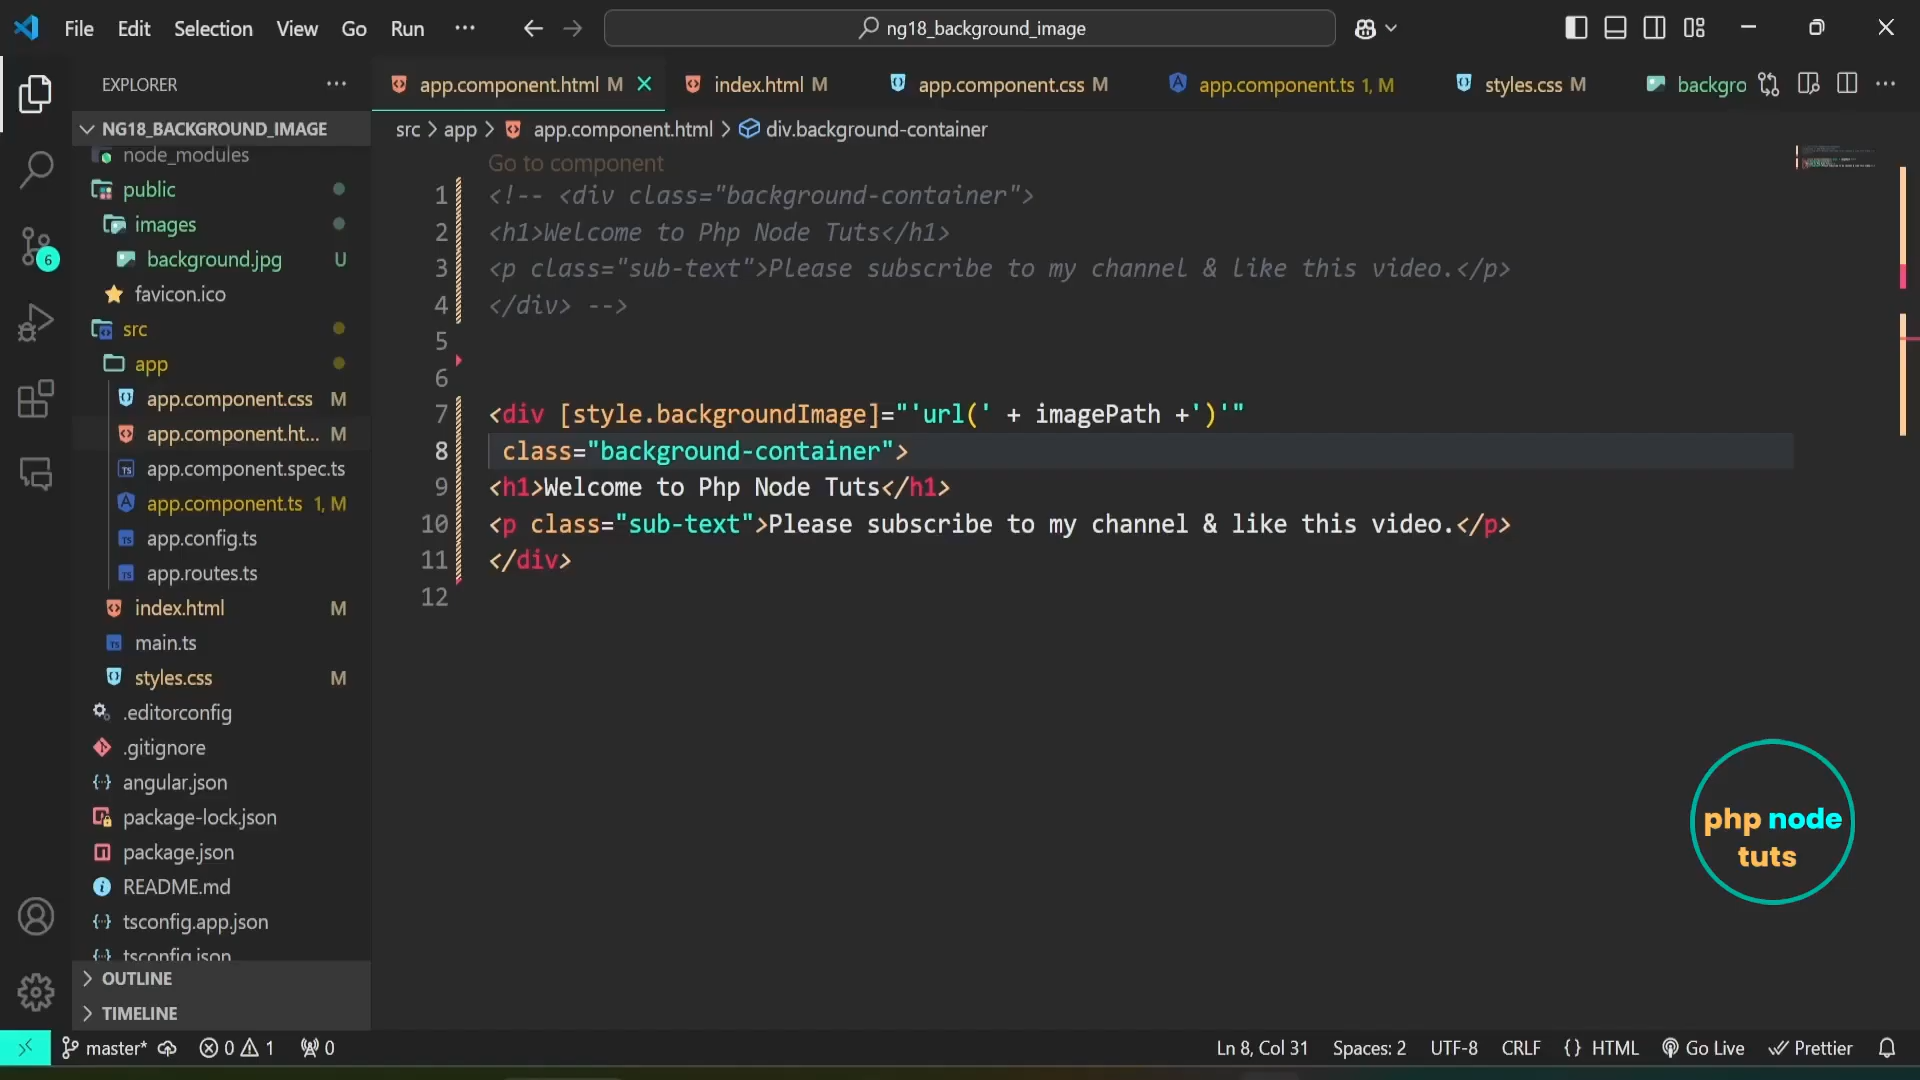 File Edit Selection View Go Run ··· ng18_background_image
EXPLORER ···
app.component.html M index.html M app.component.css M app.component.ts 1, M styles.css M backgro ···
NG18_BACKGROUND_IMAGE
src > app > app.component.html > div.background-container
node_modules
public
images
background.jpg U
favicon.ico
src
app
app.component.css M
app.component.ht... M
app.component.spec.ts
app.component.ts 1, M
app.config.ts
app.routes.ts
index.html M
main.ts
styles.css M
.editorconfig
.gitignore
angular.json
package-lock.json
package.json
README.md
tsconfig.app.json
tsconfig.json
OUTLINE
TIMELINE
6
Go to component
1 <!-- <div class="background-container">
2 <h1>Welcome to Php Node Tuts</h1>
3 <p class="sub-text">Please subscribe to my channel & like this video.</p>
4 </div> -->
5
6
7 <div [style.backgroundImage]="'url(' + imagePath +')'"
8 class="background-container">
9 <h1>Welcome to Php Node Tuts</h1>
10 <p class="sub-text">Please subscribe to my channel & like this video.</p>
11 </div>
12
php node
tuts
master* 0 1 0 Ln 8, Col 31 Spaces: 2 UTF-8 CRLF {} HTML Go Live Prettier